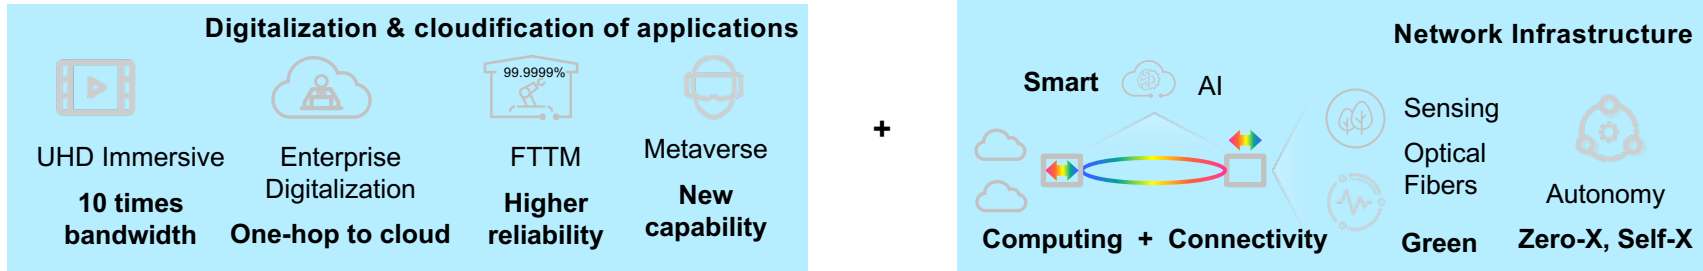 Digitalization & cloudification of applications
99.9999%
UHD Immersive
10 times
bandwidth
Enterprise
Digitalization
One-hop to cloud
FTTM
Higher
reliability
Metaverse
New
capability
+
Network Infrastructure
Smart
AI
Computing + Connectivity
Sensing
Optical
Fibers
Green
Autonomy
Zero-X, Self-X